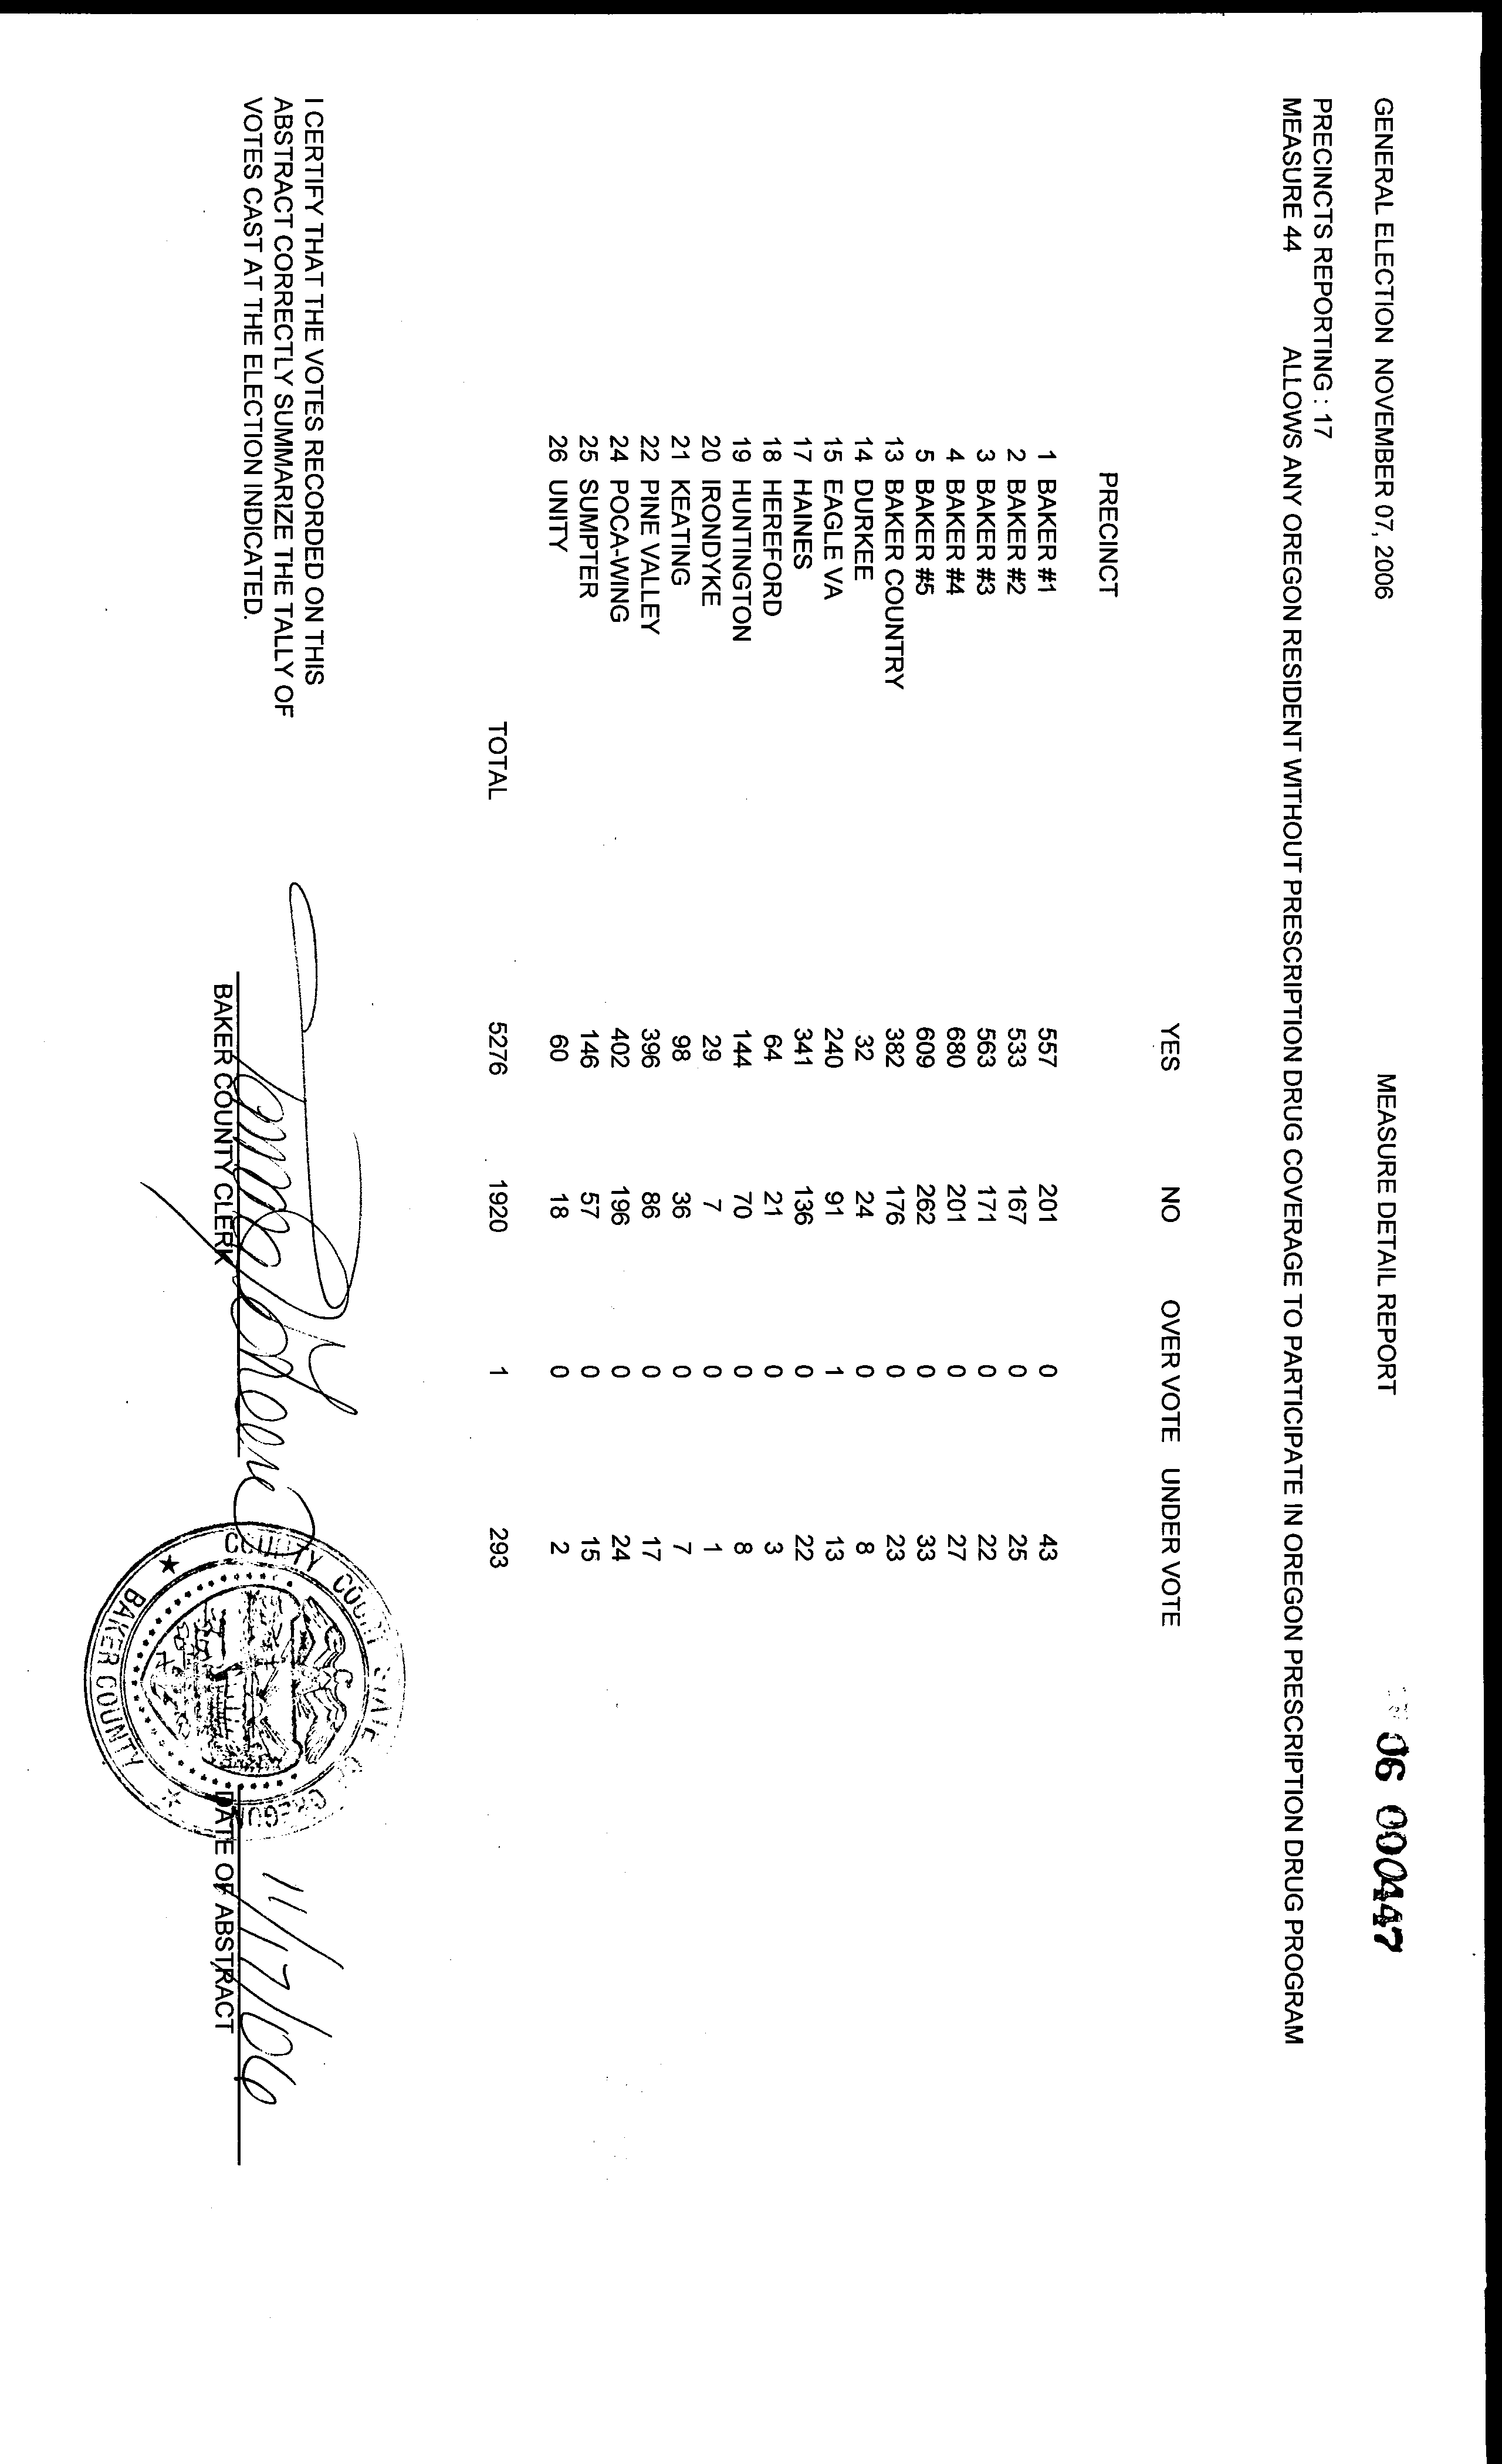 GENERAL ELECTION NOVEMBER 07, 2006 MEASURE DETAIL REPORT 06 000447
PRECINCTS REPORTING : 17
MEASURE 44 ALLOWS ANY OREGON RESIDENT WITHOUT PRESCRIPTION DRUG COVERAGE TO PARTICIPATE IN OREGON PRESCRIPTION DRUG PROGRAM
YES NO OVER VOTE UNDER VOTE
PRECINCT
1 BAKER #1 557 201 0 43
2 BAKER #2 533 167 0 25
3 BAKER #3 563 171 0 22
4 BAKER #4 680 201 0 27
5 BAKER #5 609 262 0 33
13 BAKER COUNTRY 382 176 0 23
14 DURKEE 32 24 0 8
15 EAGLE VA 240 91 1 13
17 HAINES 341 136 0 22
18 HEREFORD 64 21 0 3
19 HUNTINGTON 144 70 0 8
20 IRONDYKE 29 7 0 1
21 KEATING 98 36 0 7
22 PINE VALLEY 396 86 0 17
24 POCA-WING 402 196 0 24
25 SUMPTER 146 57 0 15
26 UNITY 60 18 0 2
TOTAL 5276 1920 1 293
I CERTIFY THAT THE VOTES RECORDED ON THIS
ABSTRACT CORRECTLY SUMMARIZE THE TALLY OF
VOTES CAST AT THE ELECTION INDICATED.
11/17/06
BAKER COUNTY CLERK DATE OF ABSTRACT
COUNTY COURT STATE OF OREGON
BAKER COUNTY